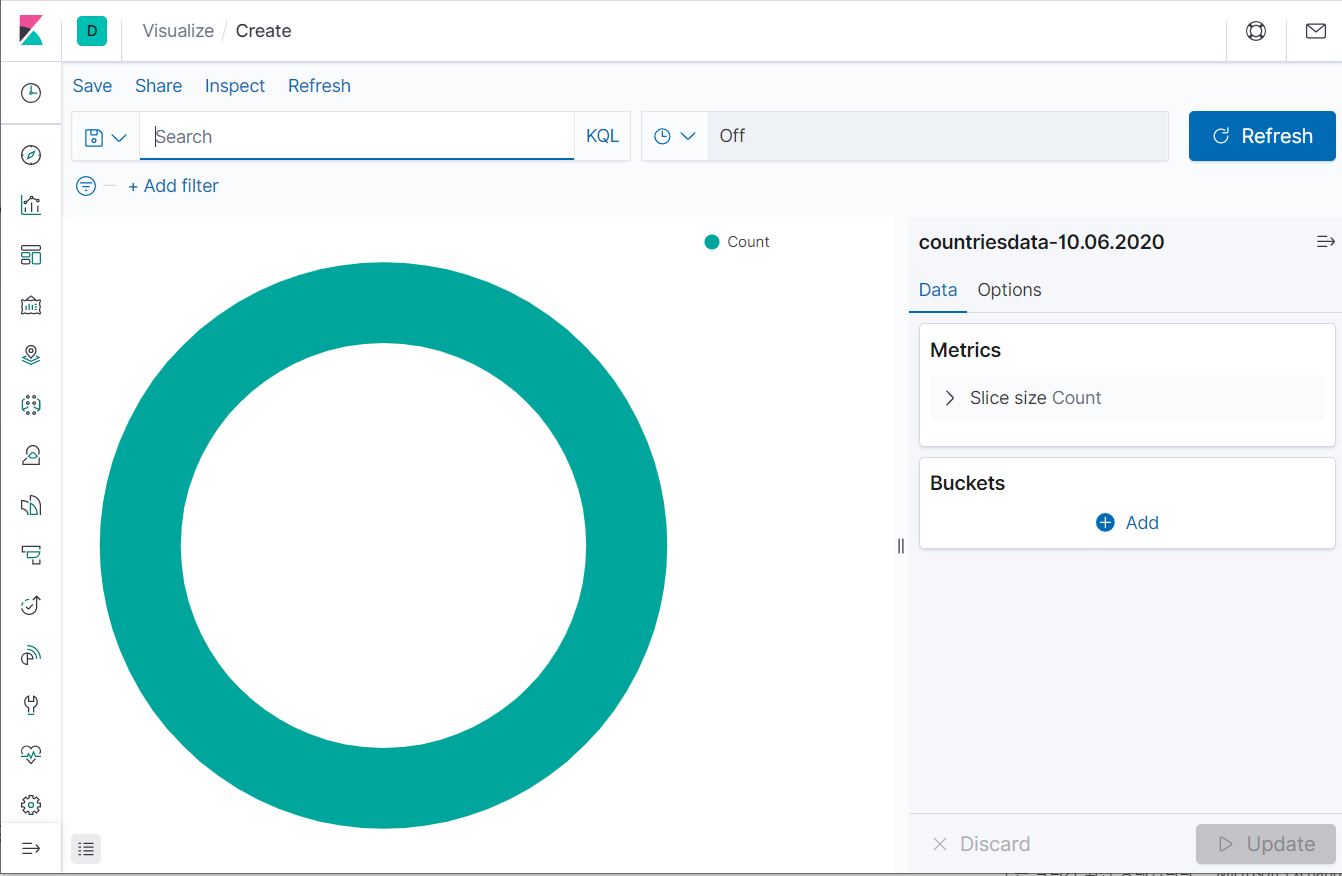 D Visualize / Create
Save Share Inspect Refresh
Search KQL Off Refresh
+ Add filter
Count
countriesdata-10.06.2020
Data Options
Metrics
Slice size Count
Buckets
Add
Discard Update